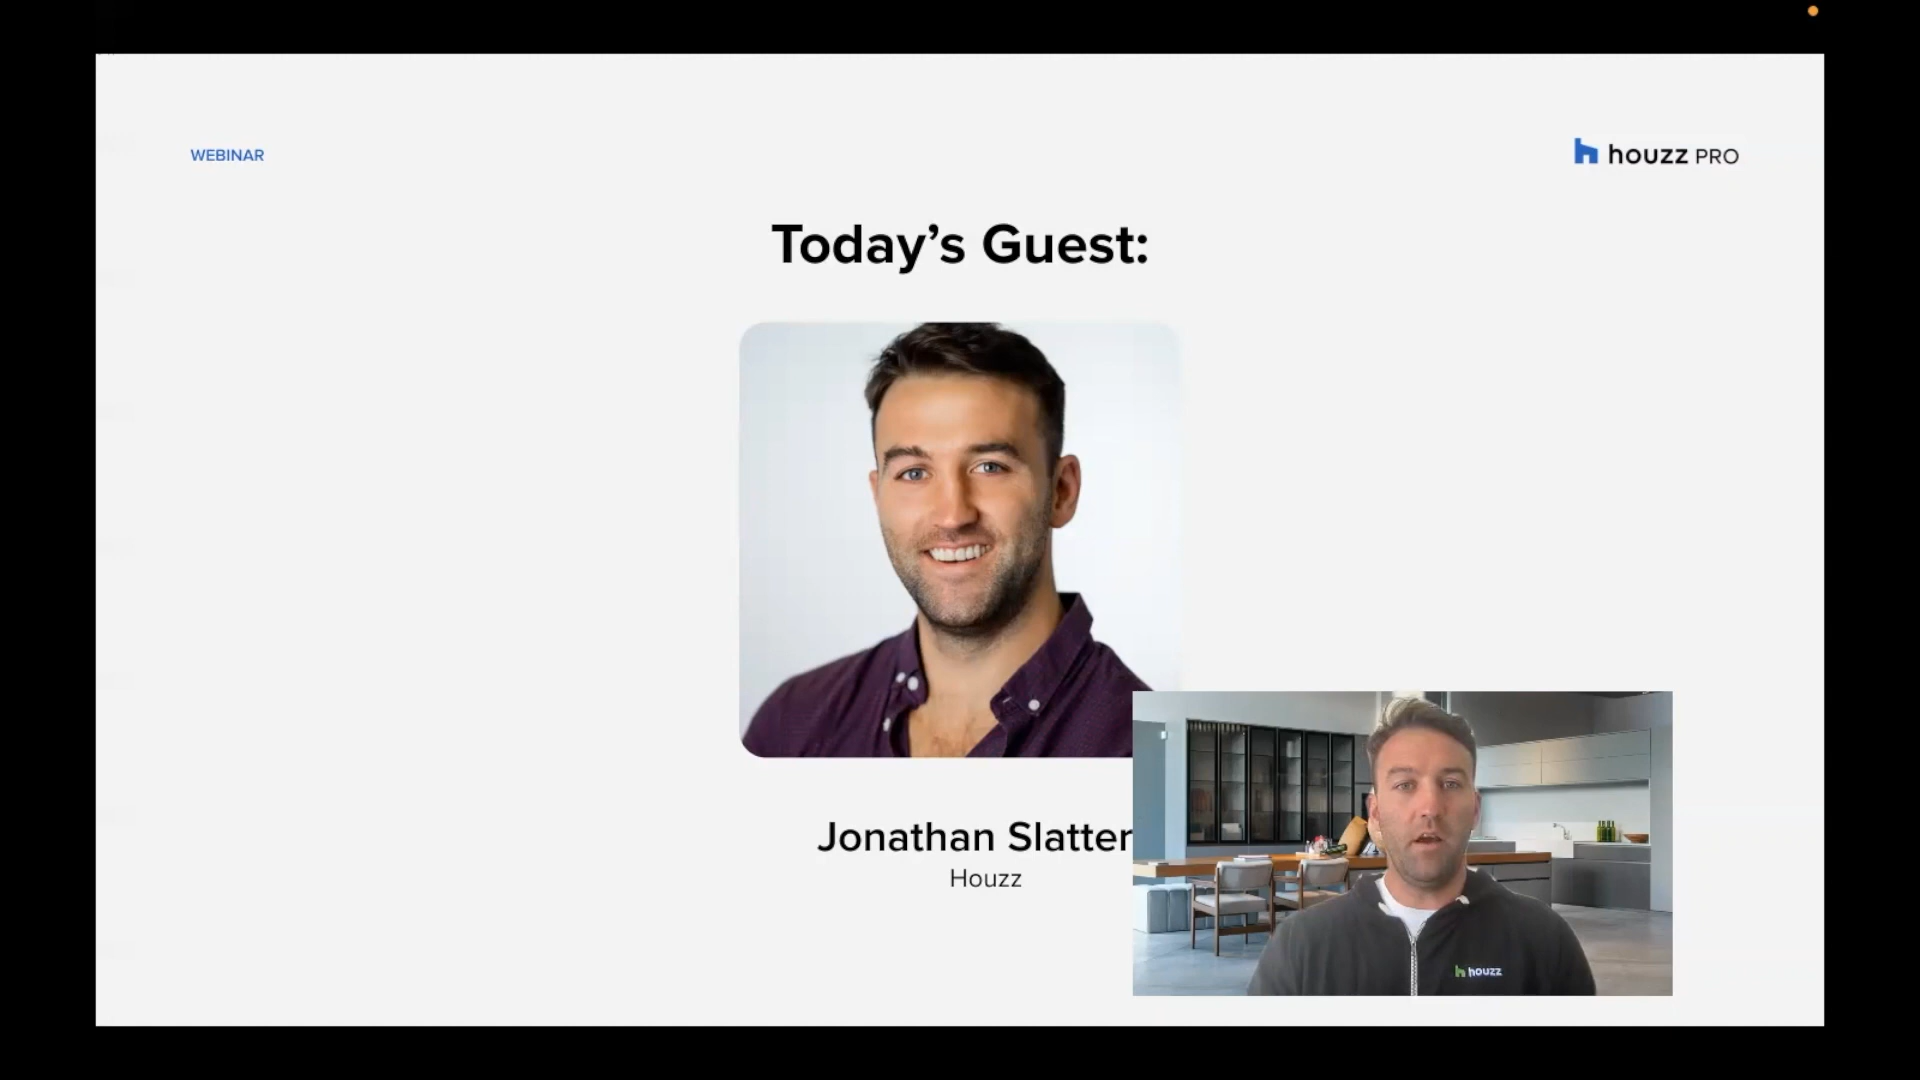 WEBINAR
houzz PRO
Today’s Guest:
Jonathan Slatter
Houzz
houzz